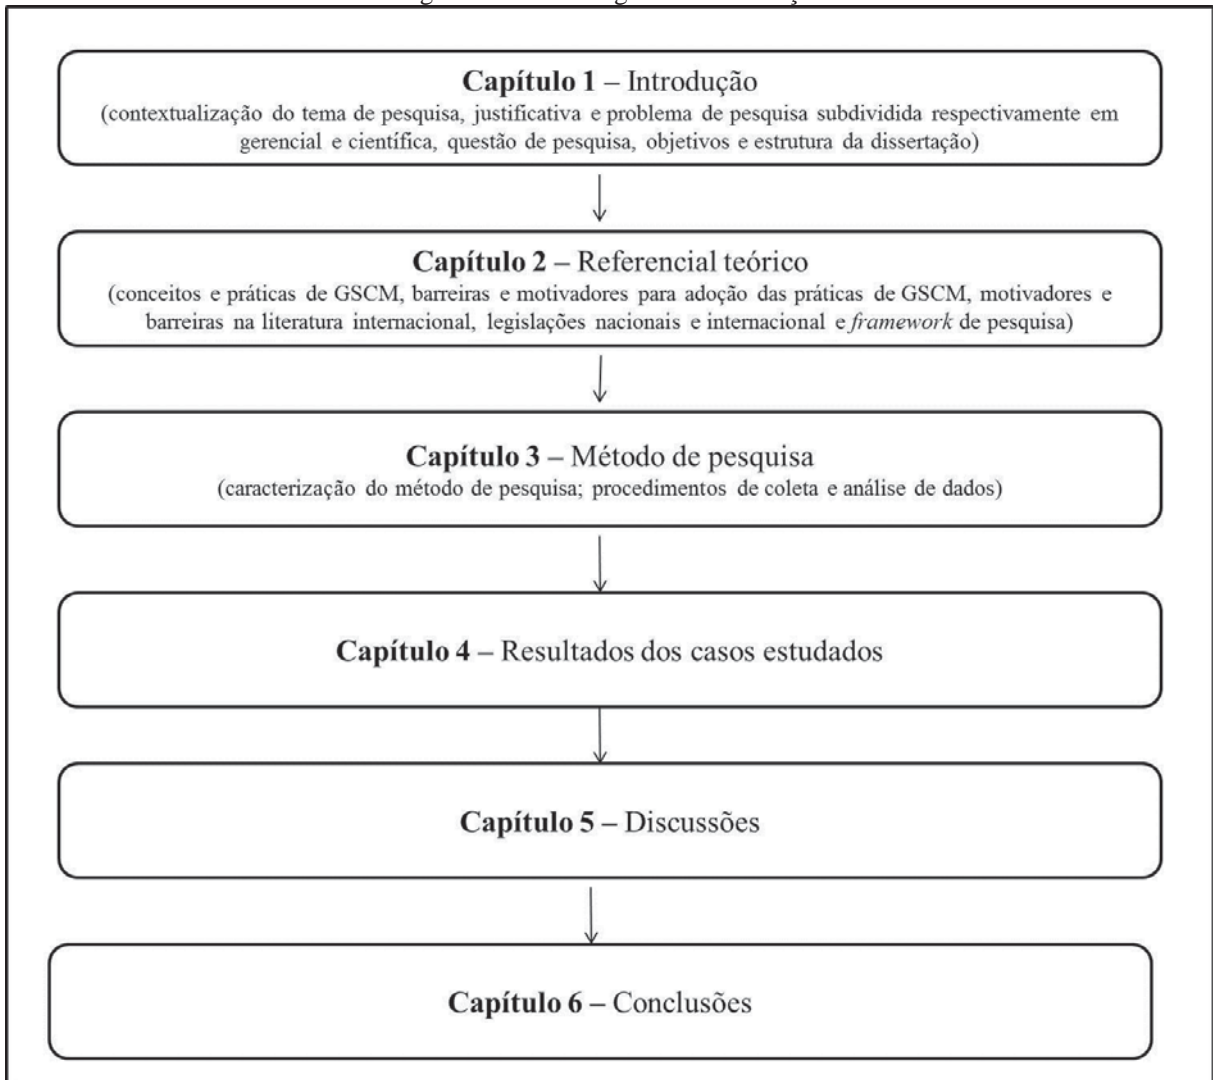 Capítulo 1 – Introdução
(contextualização do tema de pesquisa, justificativa e problema de pesquisa subdividida respectivamente em
gerencial e científica, questão de pesquisa, objetivos e estrutura da dissertação)
Capítulo 2 – Referencial teórico
(conceitos e práticas de GSCM, barreiras e motivadores para adoção das práticas de GSCM, motivadores e
barreiras na literatura internacional, legislações nacionais e internacional e framework de pesquisa)
Capítulo 3 – Método de pesquisa
(caracterização do método de pesquisa; procedimentos de coleta e análise de dados)
Capítulo 4 – Resultados dos casos estudados
Capítulo 5 – Discussões
Capítulo 6 – Conclusões